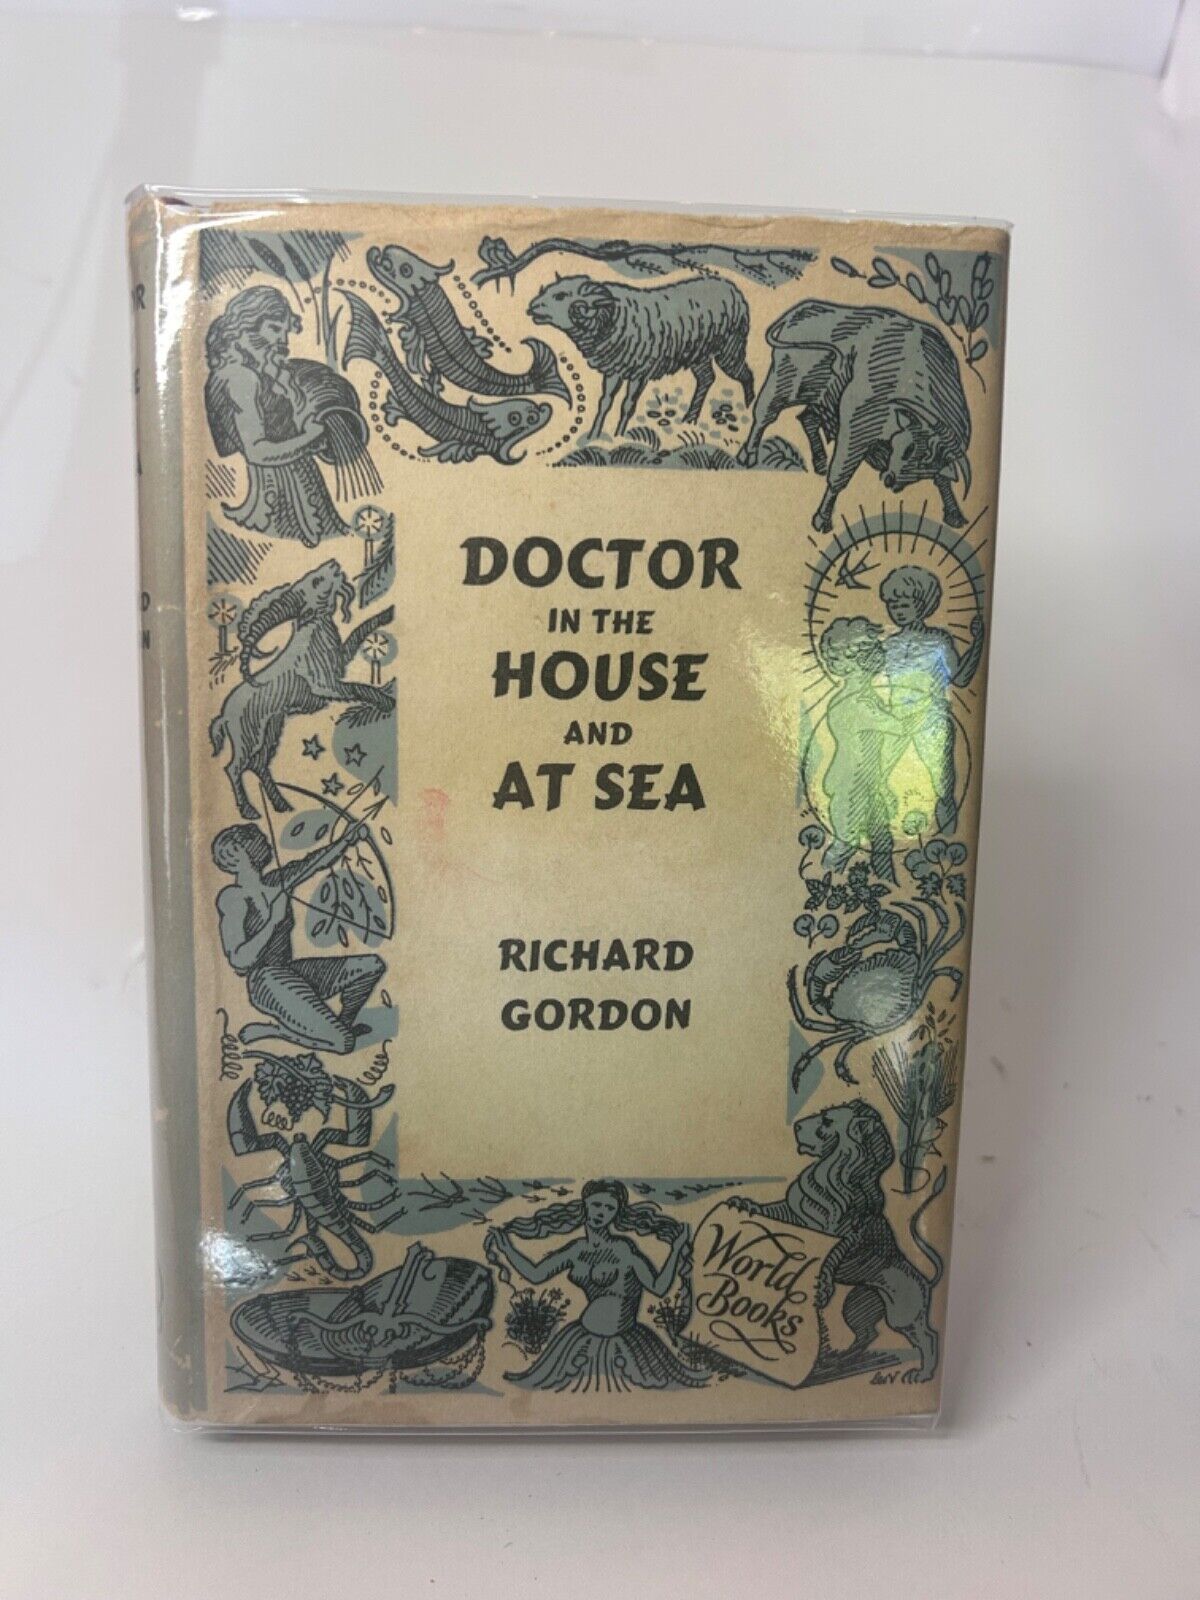 DOCTOR
IN THE
HOUSE
AND
AT SEA
RICHARD
GORDON
World
Books